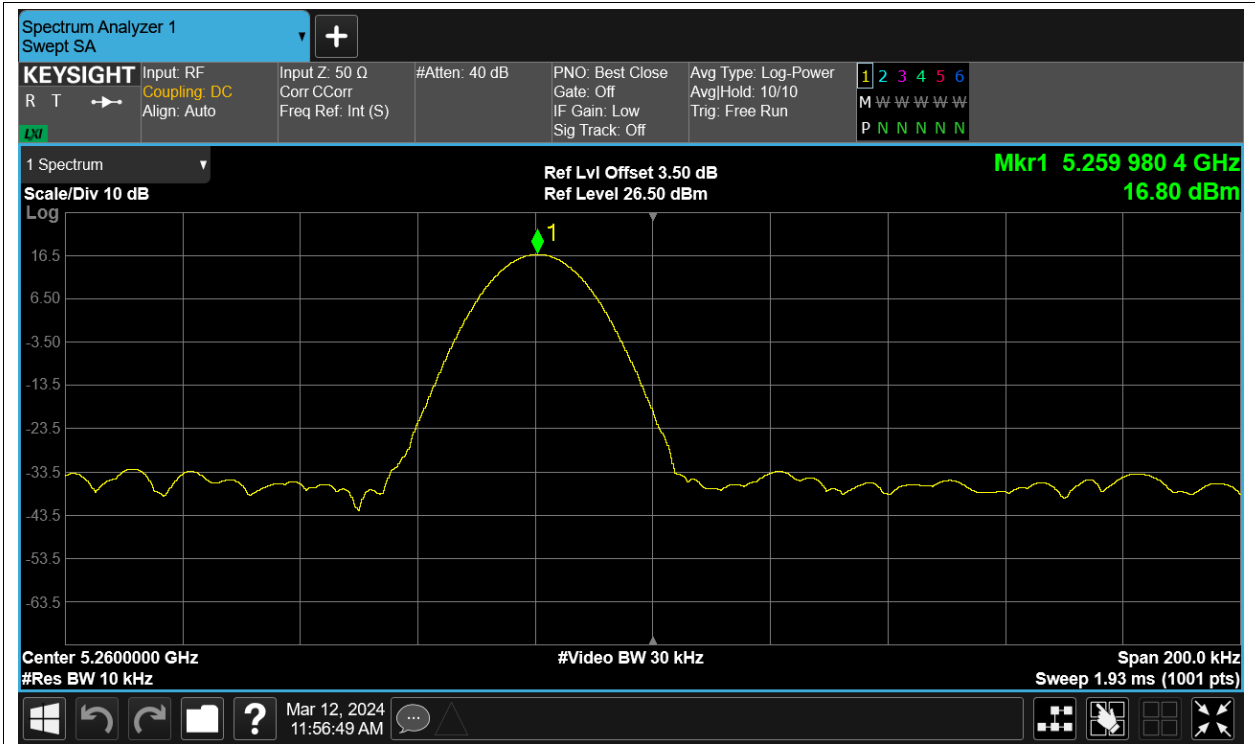 Spectrum Analyzer 1
Swept SA
KEYSIGHT
R T
LXI
Input: RF
Coupling: DC
Align: Auto
Input Z: 50 Ω
Corr CCorr
Freq Ref: Int (S)
#Atten: 40 dB
PNO: Best Close
Gate: Off
IF Gain: Low
Sig Track: Off
Avg Type: Log-Power
Avg|Hold: 10/10
Trig: Free Run
1 2 3 4 5 6
M W W W W W
P N N N N N
1 Spectrum
Scale/Div 10 dB
Log
Ref Lvl Offset 3.50 dB
Ref Level 26.50 dBm
Mkr1 5.259 980 4 GHz
16.80 dBm
1
16.5
6.50
-3.50
-13.5
-23.5
-33.5
-43.5
-53.5
-63.5
Center 5.2600000 GHz
#Res BW 10 kHz
#Video BW 30 kHz
Span 200.0 kHz
Sweep 1.93 ms (1001 pts)
?
Mar 12, 2024
11:56:49 AM